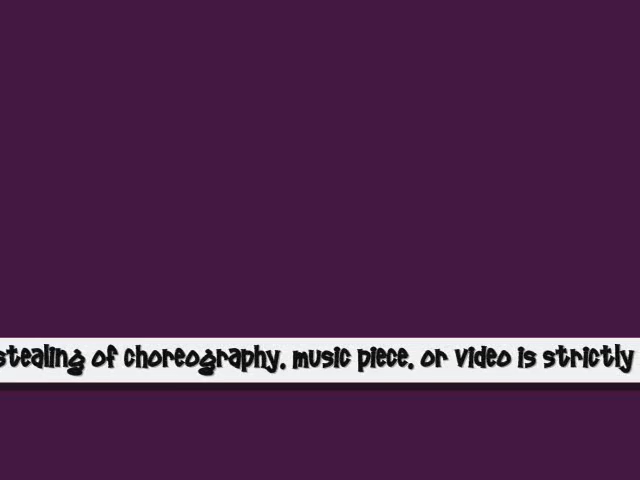 stealing of choreography, music piece, or video is strictly